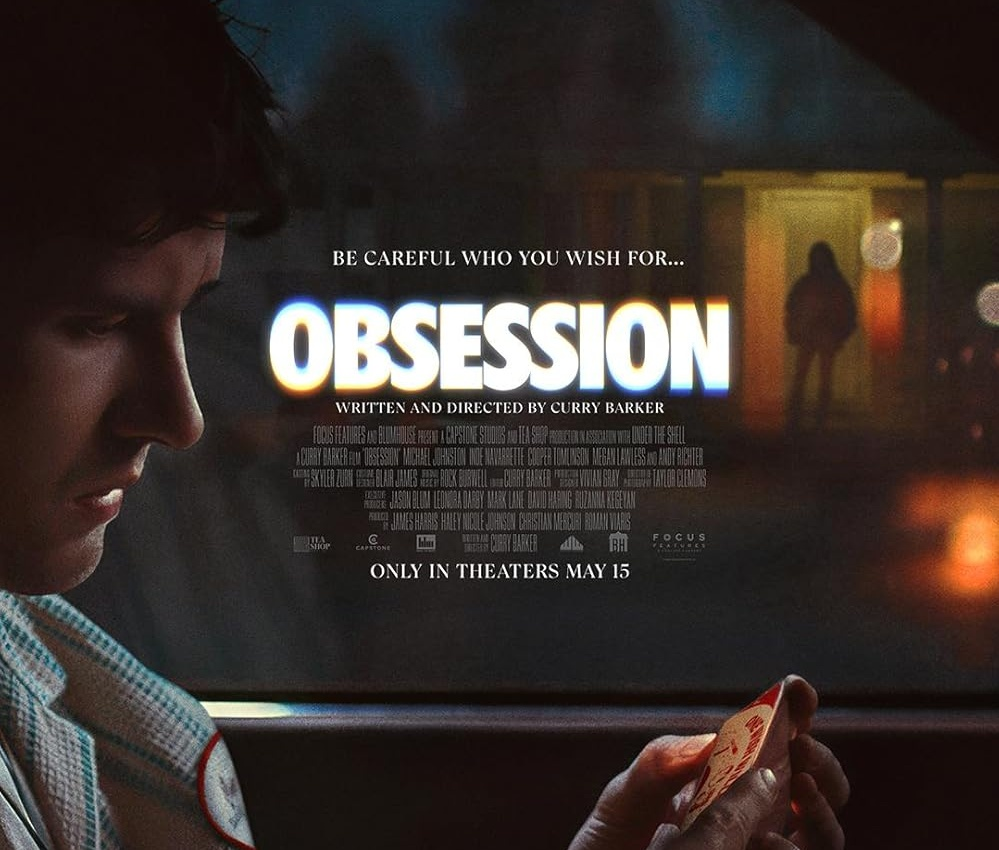 BE CAREFUL WHO YOU WISH FOR...
OBSESSION
WRITTEN AND DIRECTED BY CURRY BARKER
FOCUS FEATURES AND BLUMHOUSE PRESENT A CAPSTONE STUDIOS AND TEA SHOP PRODUCTION IN ASSOCIATION WITH UNDER THE SHELL
A CURRY BARKER FILM "OBSESSION" MICHAEL JOHNSTON INDE NAVARRETTE COOPER TOMLINSON MEGAN LAWLESS AND ANDY RICHTER
CASTING BY SKYLER ZURN COSTUME DESIGNER BLAIR JAMES ROCK BURWELL EDITOR CURRY BARKER PRODUCTION DESIGNER VIVIAN GRAY DIRECTOR OF PHOTOGRAPHY TAYLOR CLEMONS
EXECUTIVE PRODUCERS JASON BLUM LEONORA DARBY MARK LANE DAVID HARING RUZANNA KEGEYAN
PRODUCED BY JAMES HARRIS HALEY NICOLE JOHNSON CHRISTIAN MERCURI ROMAN VIARIS
TEA SHOP CAPSTONE WRITTEN AND DIRECTED BY CURRY BARKER BH FOCUS FEATURES
ONLY IN THEATERS MAY 15